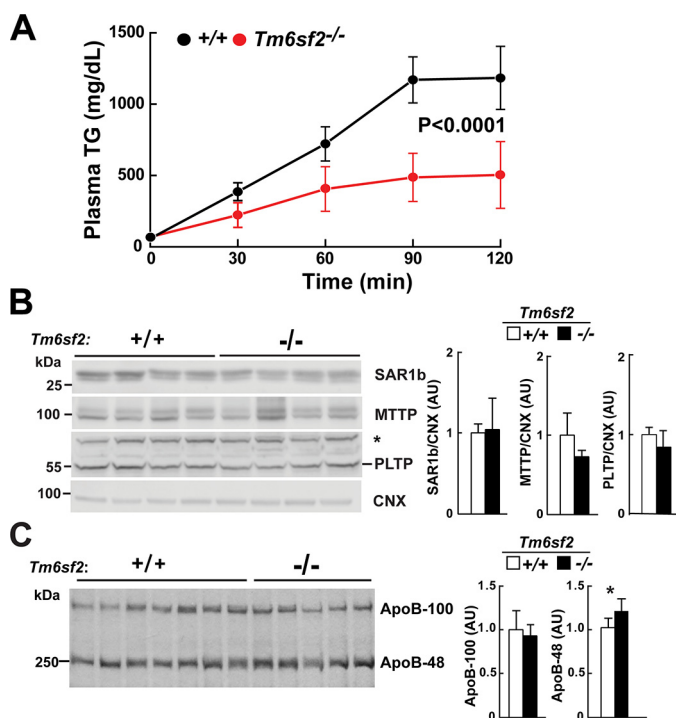 A
+/+ Tm6sf2-/-
Plasma TG (mg/dL)
1500
1000
500
0
P<0.0001
0 30 60 90 120
Time (min)
B
Tm6sf2: +/+ -/-
kDa
25
SAR1b
100
MTTP
*
55
PLTP
100
CNX
Tm6sf2
+/+ -/-
SAR1b/CNX (AU)
2
1
0
MTTP/CNX (AU)
2
1
0
PLTP/CNX (AU)
2
1
0
C
Tm6sf2: +/+ -/-
kDa
ApoB-100
250
ApoB-48
Tm6sf2
+/+ -/-
ApoB-100 (AU)
1.5
1.0
0.5
0
ApoB-48 (AU)
1.5
1.0
0.5
0
*